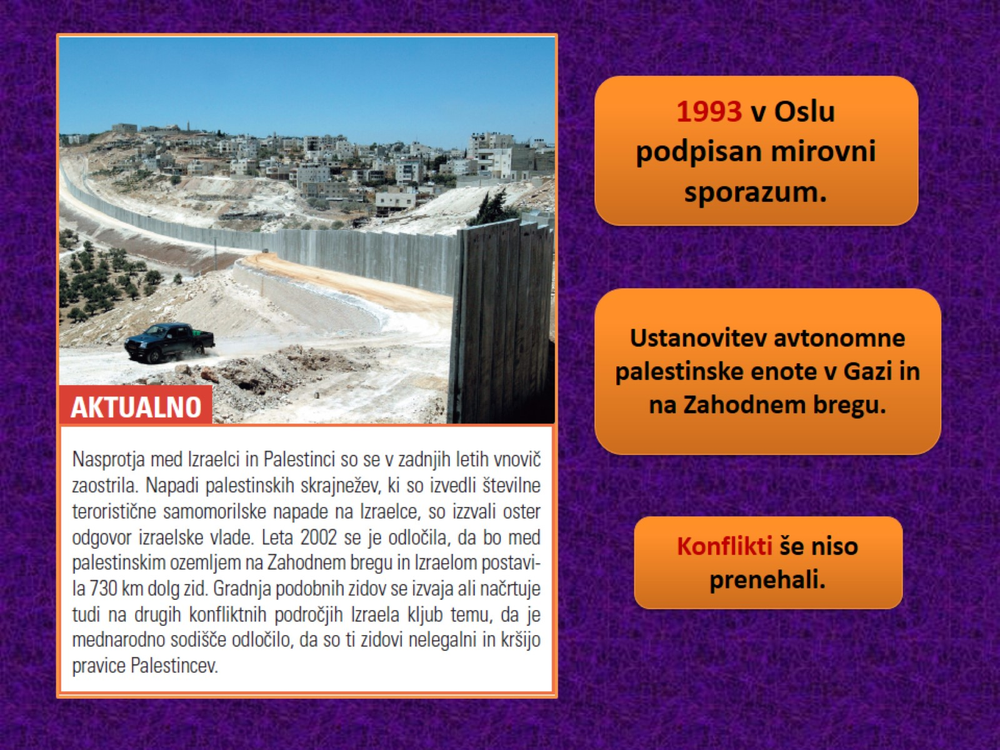 AKTUALNO
Nasprotja med Izraelci in Palestinci so se v zadnjih letih vnovič
zaostrila. Napadi palestinskih skrajnežev, ki so izvedli številne
teroristične samomorilske napade na Izraelce, so izzvali oster
odgovor izraelske vlade. Leta 2002 se je odločila, da bo med
palestinskim ozemljem na Zahodnem bregu in Izraelom postavi-
la 730 km dolg zid. Gradnja podobnih zidov se izvaja ali načrtuje
tudi na drugih konfliktnih področjih Izraela kljub temu, da je
mednarodno sodišče odločilo, da so ti zidovi nelegalni in kršijo
pravice Palestincev.
1993 v Oslu
podpisan mirovni
sporazum.
Ustanovitev avtonomne
palestinske enote v Gazi in
na Zahodnem bregu.
Konflikti še niso
prenehali.